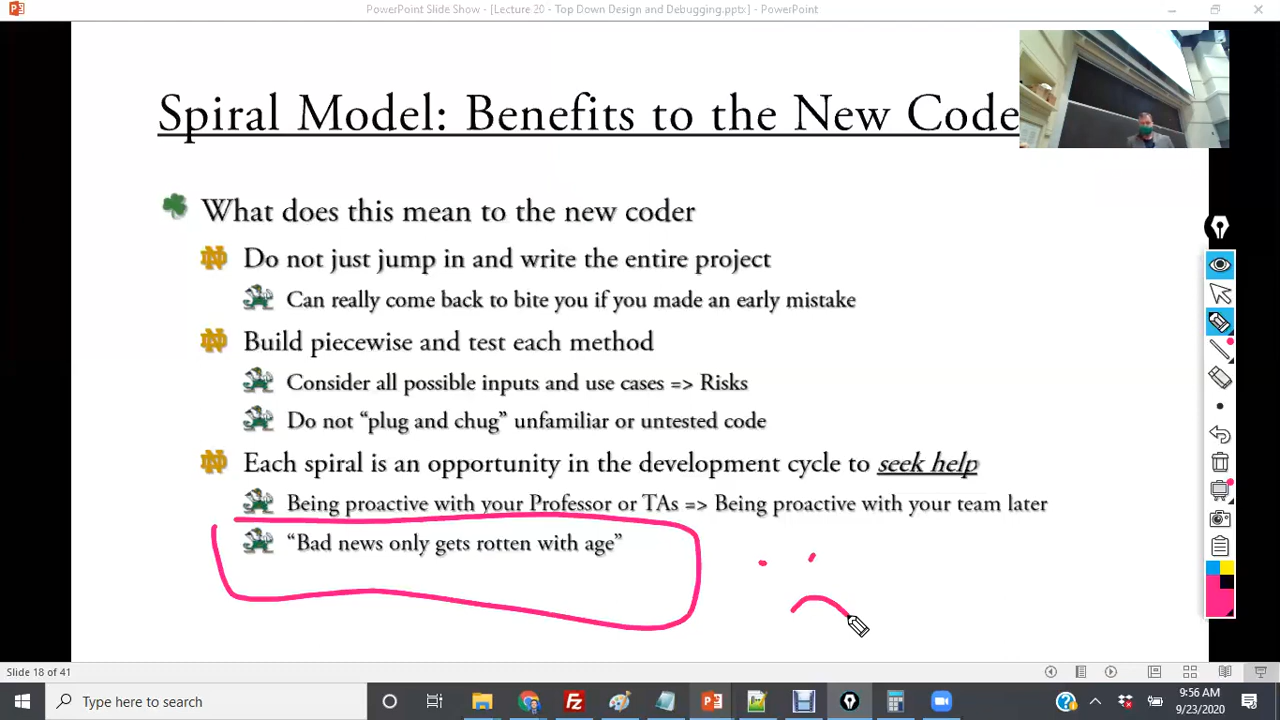 PowerPoint Slide Show - [Lecture 20 - Top Down Design and Debugging.pptx] - PowerPoint
Spiral Model: Benefits to the New Code
What does this mean to the new coder
Do not just jump in and write the entire project
Can really come back to bite you if you made an early mistake
Build piecewise and test each method
Consider all possible inputs and use cases => Risks
Do not “plug and chug” unfamiliar or untested code
Each spiral is an opportunity in the development cycle to seek help
Being proactive with your Professor or TAs => Being proactive with your team later
“Bad news only gets rotten with age”
Slide 18 of 41
Type here to search
9:56 AM
9/23/2020